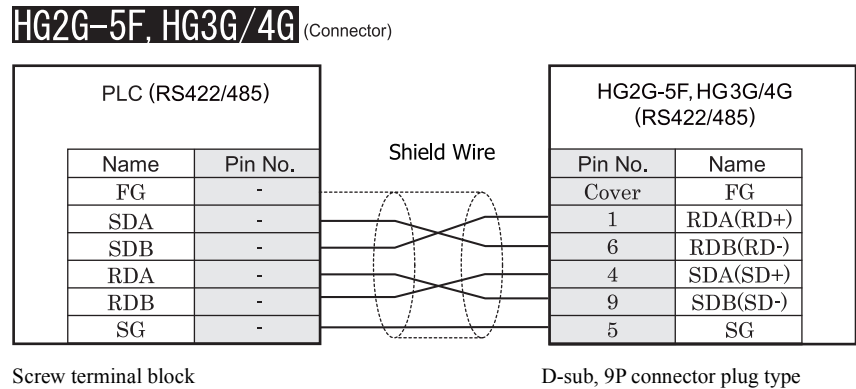 HG2G-5F, HG3G/4G (Connector)
PLC (RS422/485)
Name Pin No.
FG -
SDA -
SDB -
RDA -
RDB -
SG -
Shield Wire
HG2G-5F, HG3G/4G
(RS422/485)
Pin No. Name
Cover FG
1 RDA(RD+)
6 RDB(RD-)
4 SDA(SD+)
9 SDB(SD-)
5 SG
Screw terminal block
D-sub, 9P connector plug type